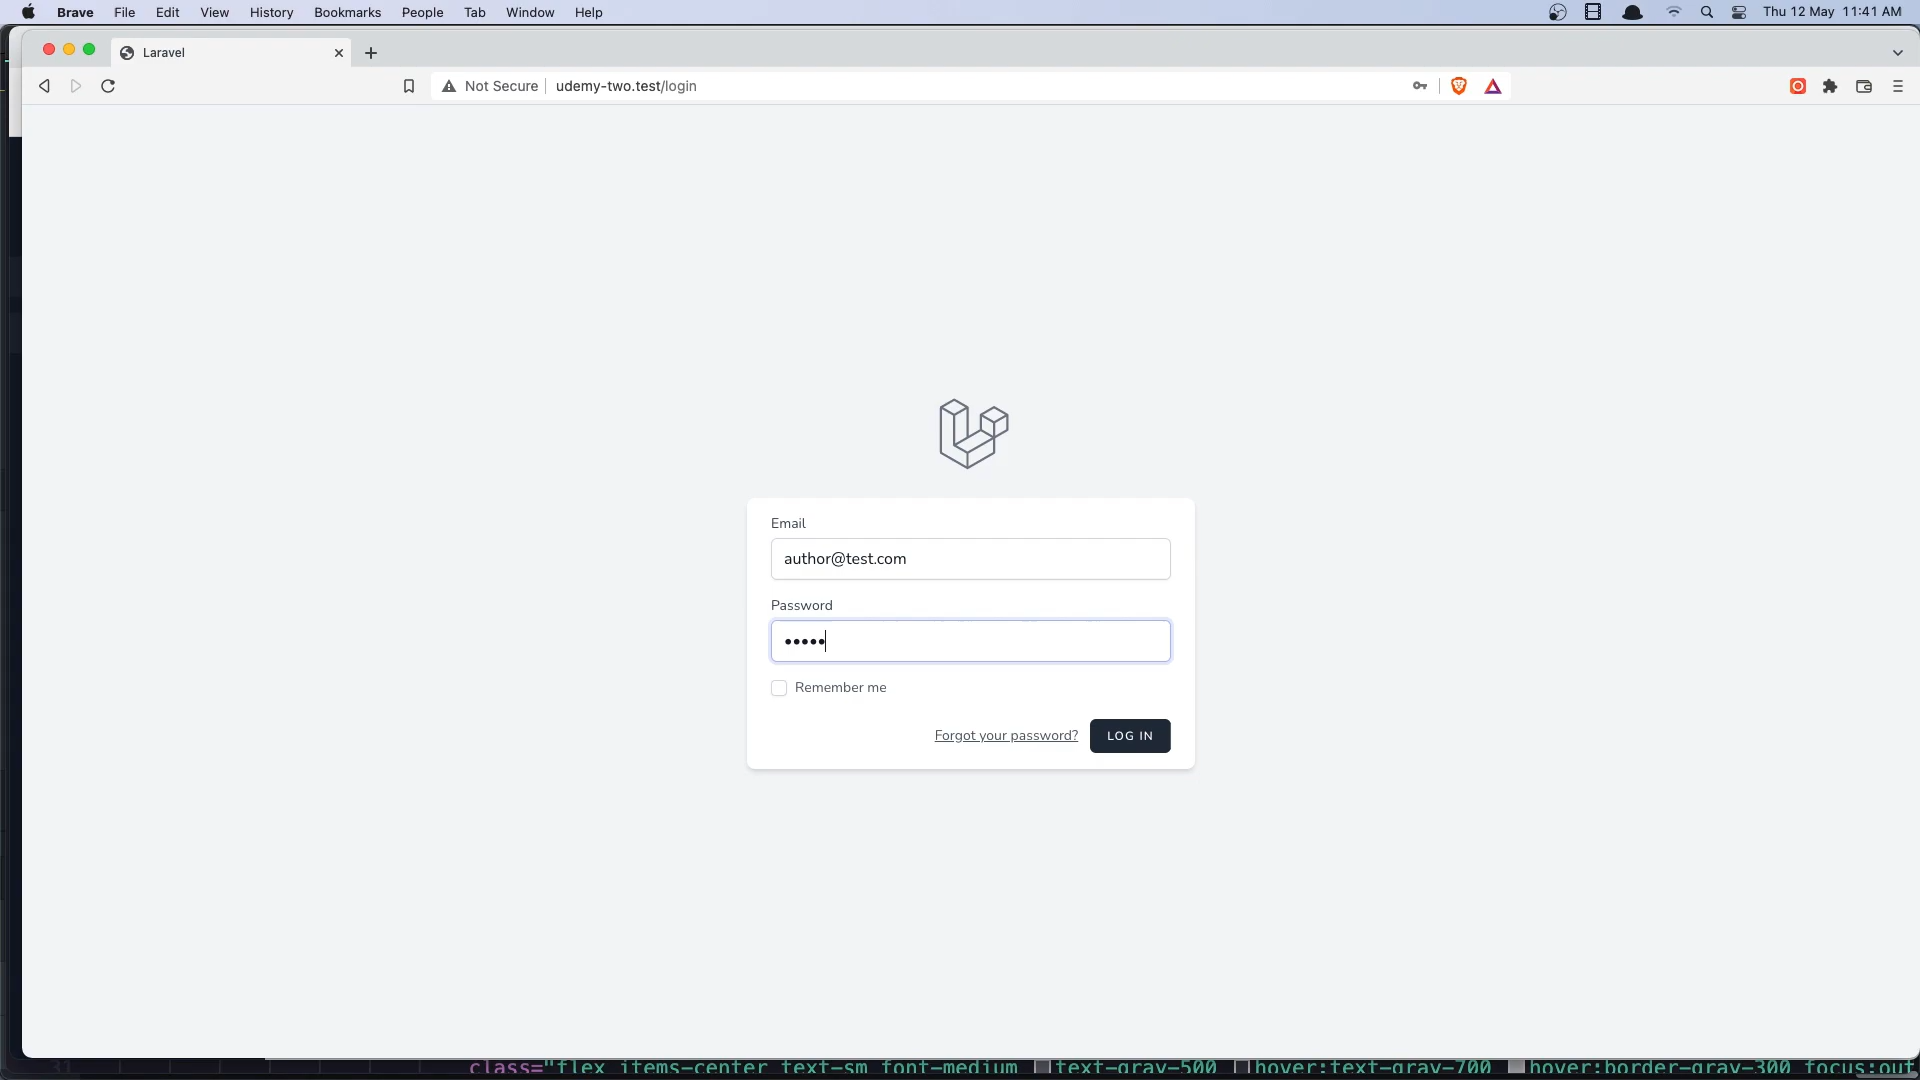 Brave File Edit View History Bookmarks People Tab Window Help Thu 12 May 11:41 AM
Laravel
Not Secure udemy-two.test/login
Email
author@test.com
Password
•••••
Remember me
Forgot your password? LOG IN
class="flex items-center text-sm font-medium text-gray-500 hover:text-gray-700 hover:border-gray-300 focus:out